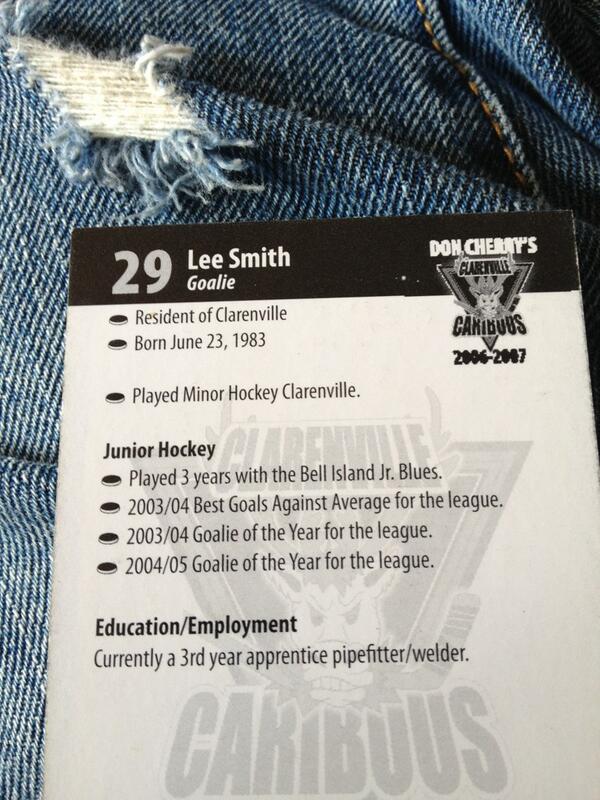 29 Lee Smith
Goalie
DON CHERRY'S
CLARENVILLE
CARIBOUS
2006-2007
Resident of Clarenville
Born June 23, 1983
Played Minor Hockey Clarenville.
Junior Hockey
Played 3 years with the Bell Island Jr. Blues.
2003/04 Best Goals Against Average for the league.
2003/04 Goalie of the Year for the league.
2004/05 Goalie of the Year for the league.
Education/Employment
Currently a 3rd year apprentice pipefitter/welder.
CLARENVILLE
CARIBOUS